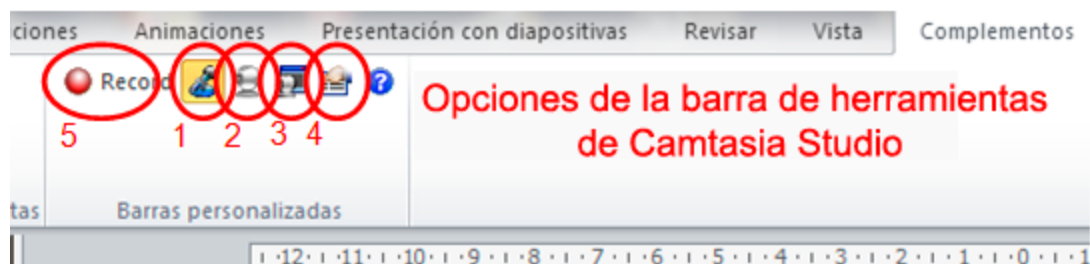 ciones Animaciones Presentación con diapositivas Revisar Vista Complementos
Record
5 1 2 3 4
Opciones de la barra de herramientas
de Camtasia Studio
tas Barras personalizadas
12 11 10 9 8 7 6 5 4 3 2 1 0 1